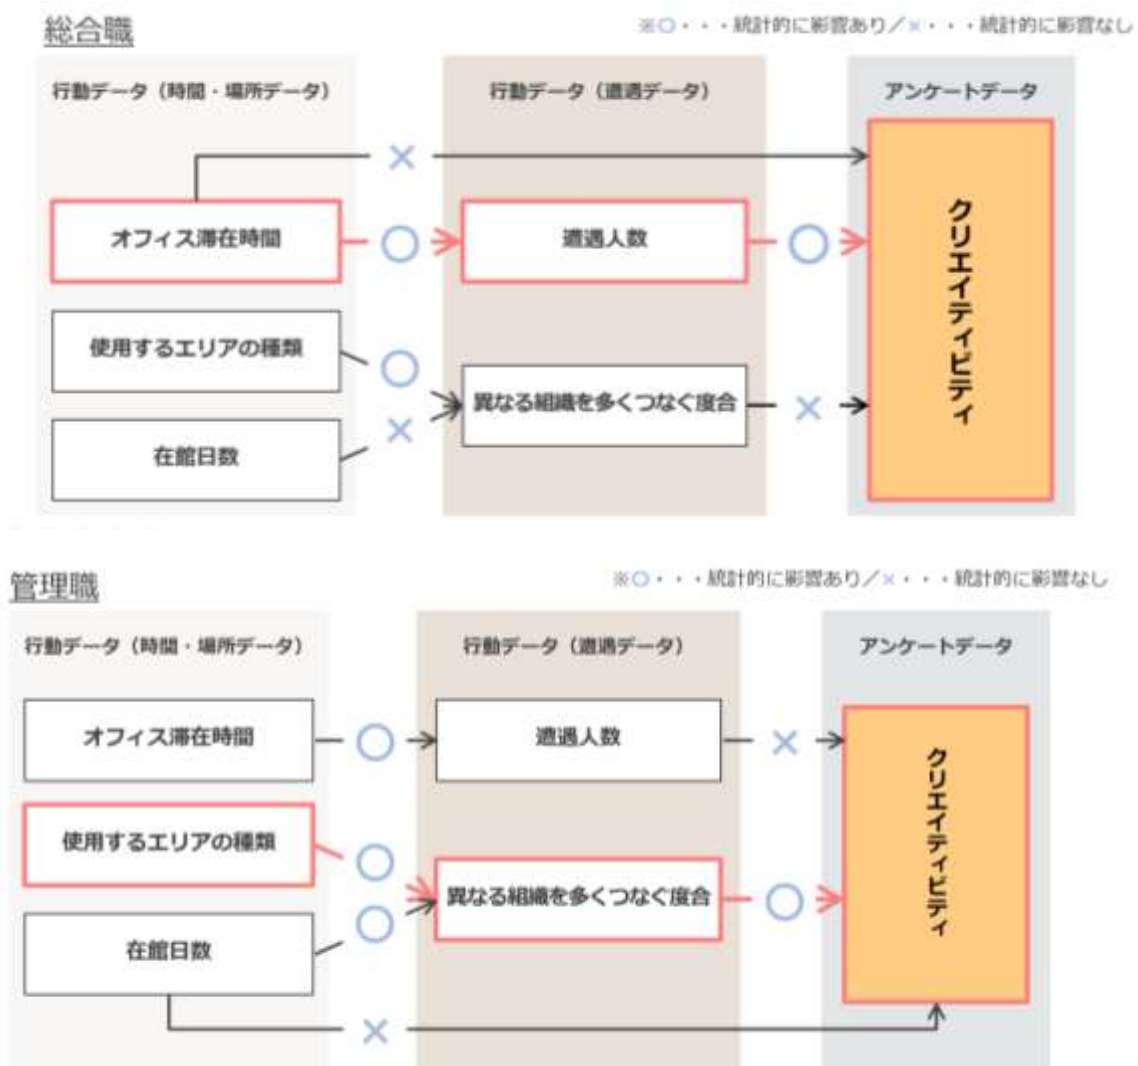 総合職
※○・・・統計的に影響あり／×・・・統計的に影響なし
行動データ（時間・場所データ）
行動データ（遭遇データ）
アンケートデータ
×
オフィス滞在時間
○
遭遇人数
○
クリエイティビティ
使用するエリアの種類
○
異なる組織を多くつなぐ度合
×
×
在館日数
管理職
※○・・・統計的に影響あり／×・・・統計的に影響なし
行動データ（時間・場所データ）
行動データ（遭遇データ）
アンケートデータ
オフィス滞在時間
○
遭遇人数
×
クリエイティビティ
使用するエリアの種類
○
異なる組織を多くつなぐ度合
○
○
在館日数
×